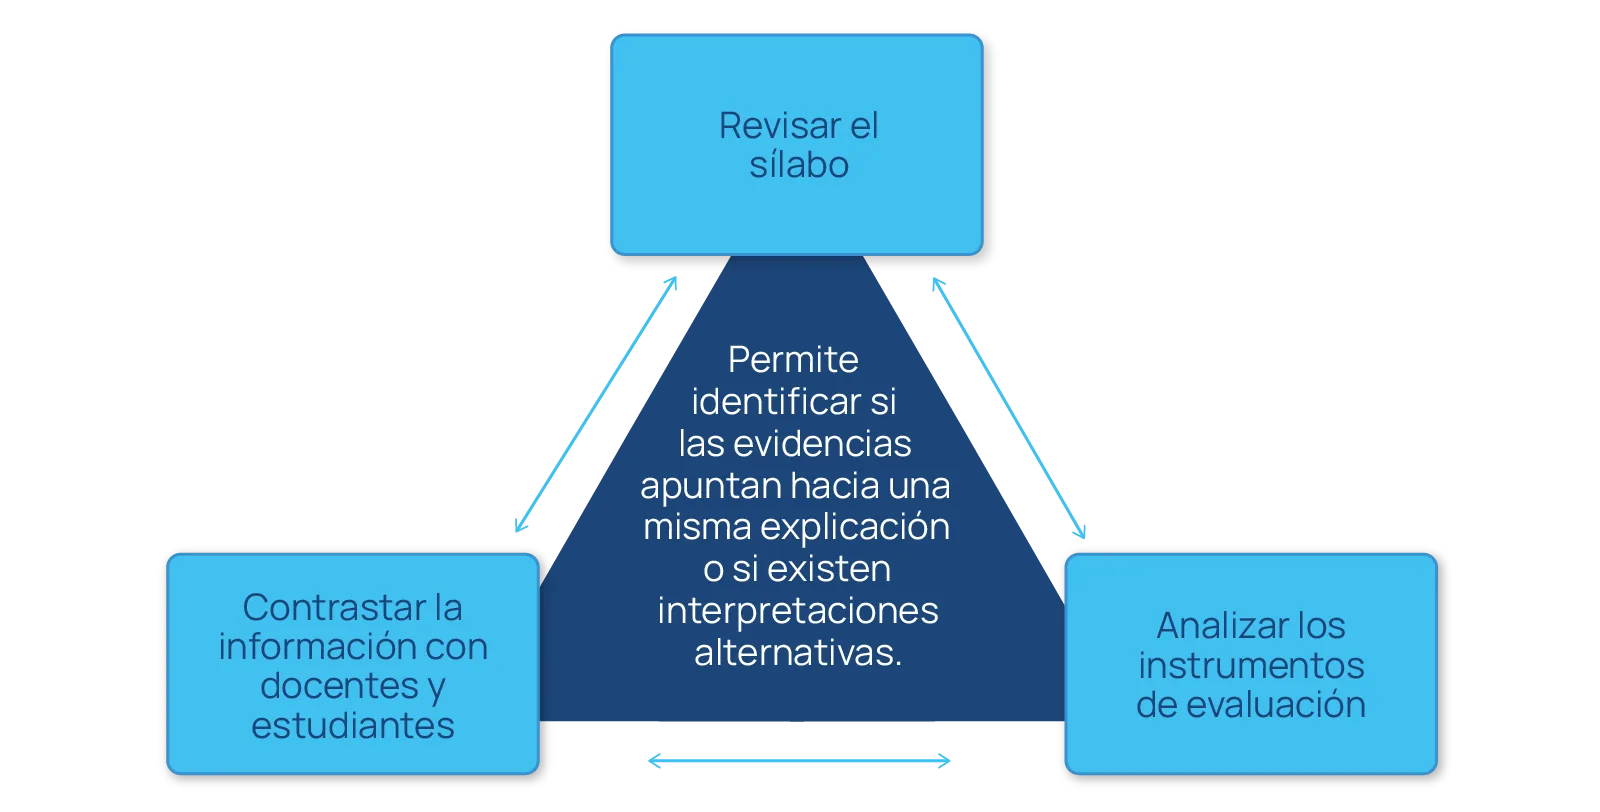 Revisar el
sílabo
Permite
identificar si
las evidencias
apuntan hacia una
misma explicación
o si existen
interpretaciones
alternativas.
Contrastar la
información con
docentes y
estudiantes
Analizar los
instrumentos
de evaluación